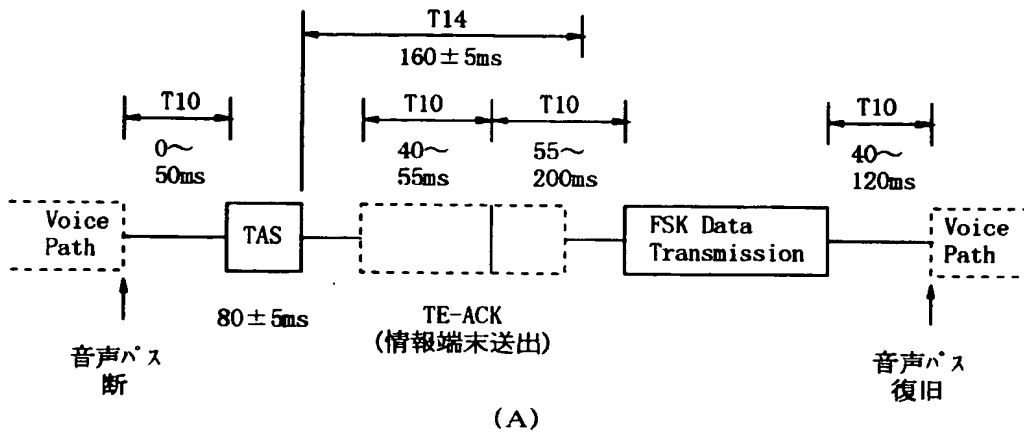 T14
160±5ms
T10
T10
T10
T10
0～
50ms
40～
55ms
55～
200ms
40～
120ms
Voice
Path
TAS
FSK Data
Transmission
Voice
Path
80±5ms
TE-ACK
(情報端末送出)
音声パス
断
音声パス
復旧
(A)